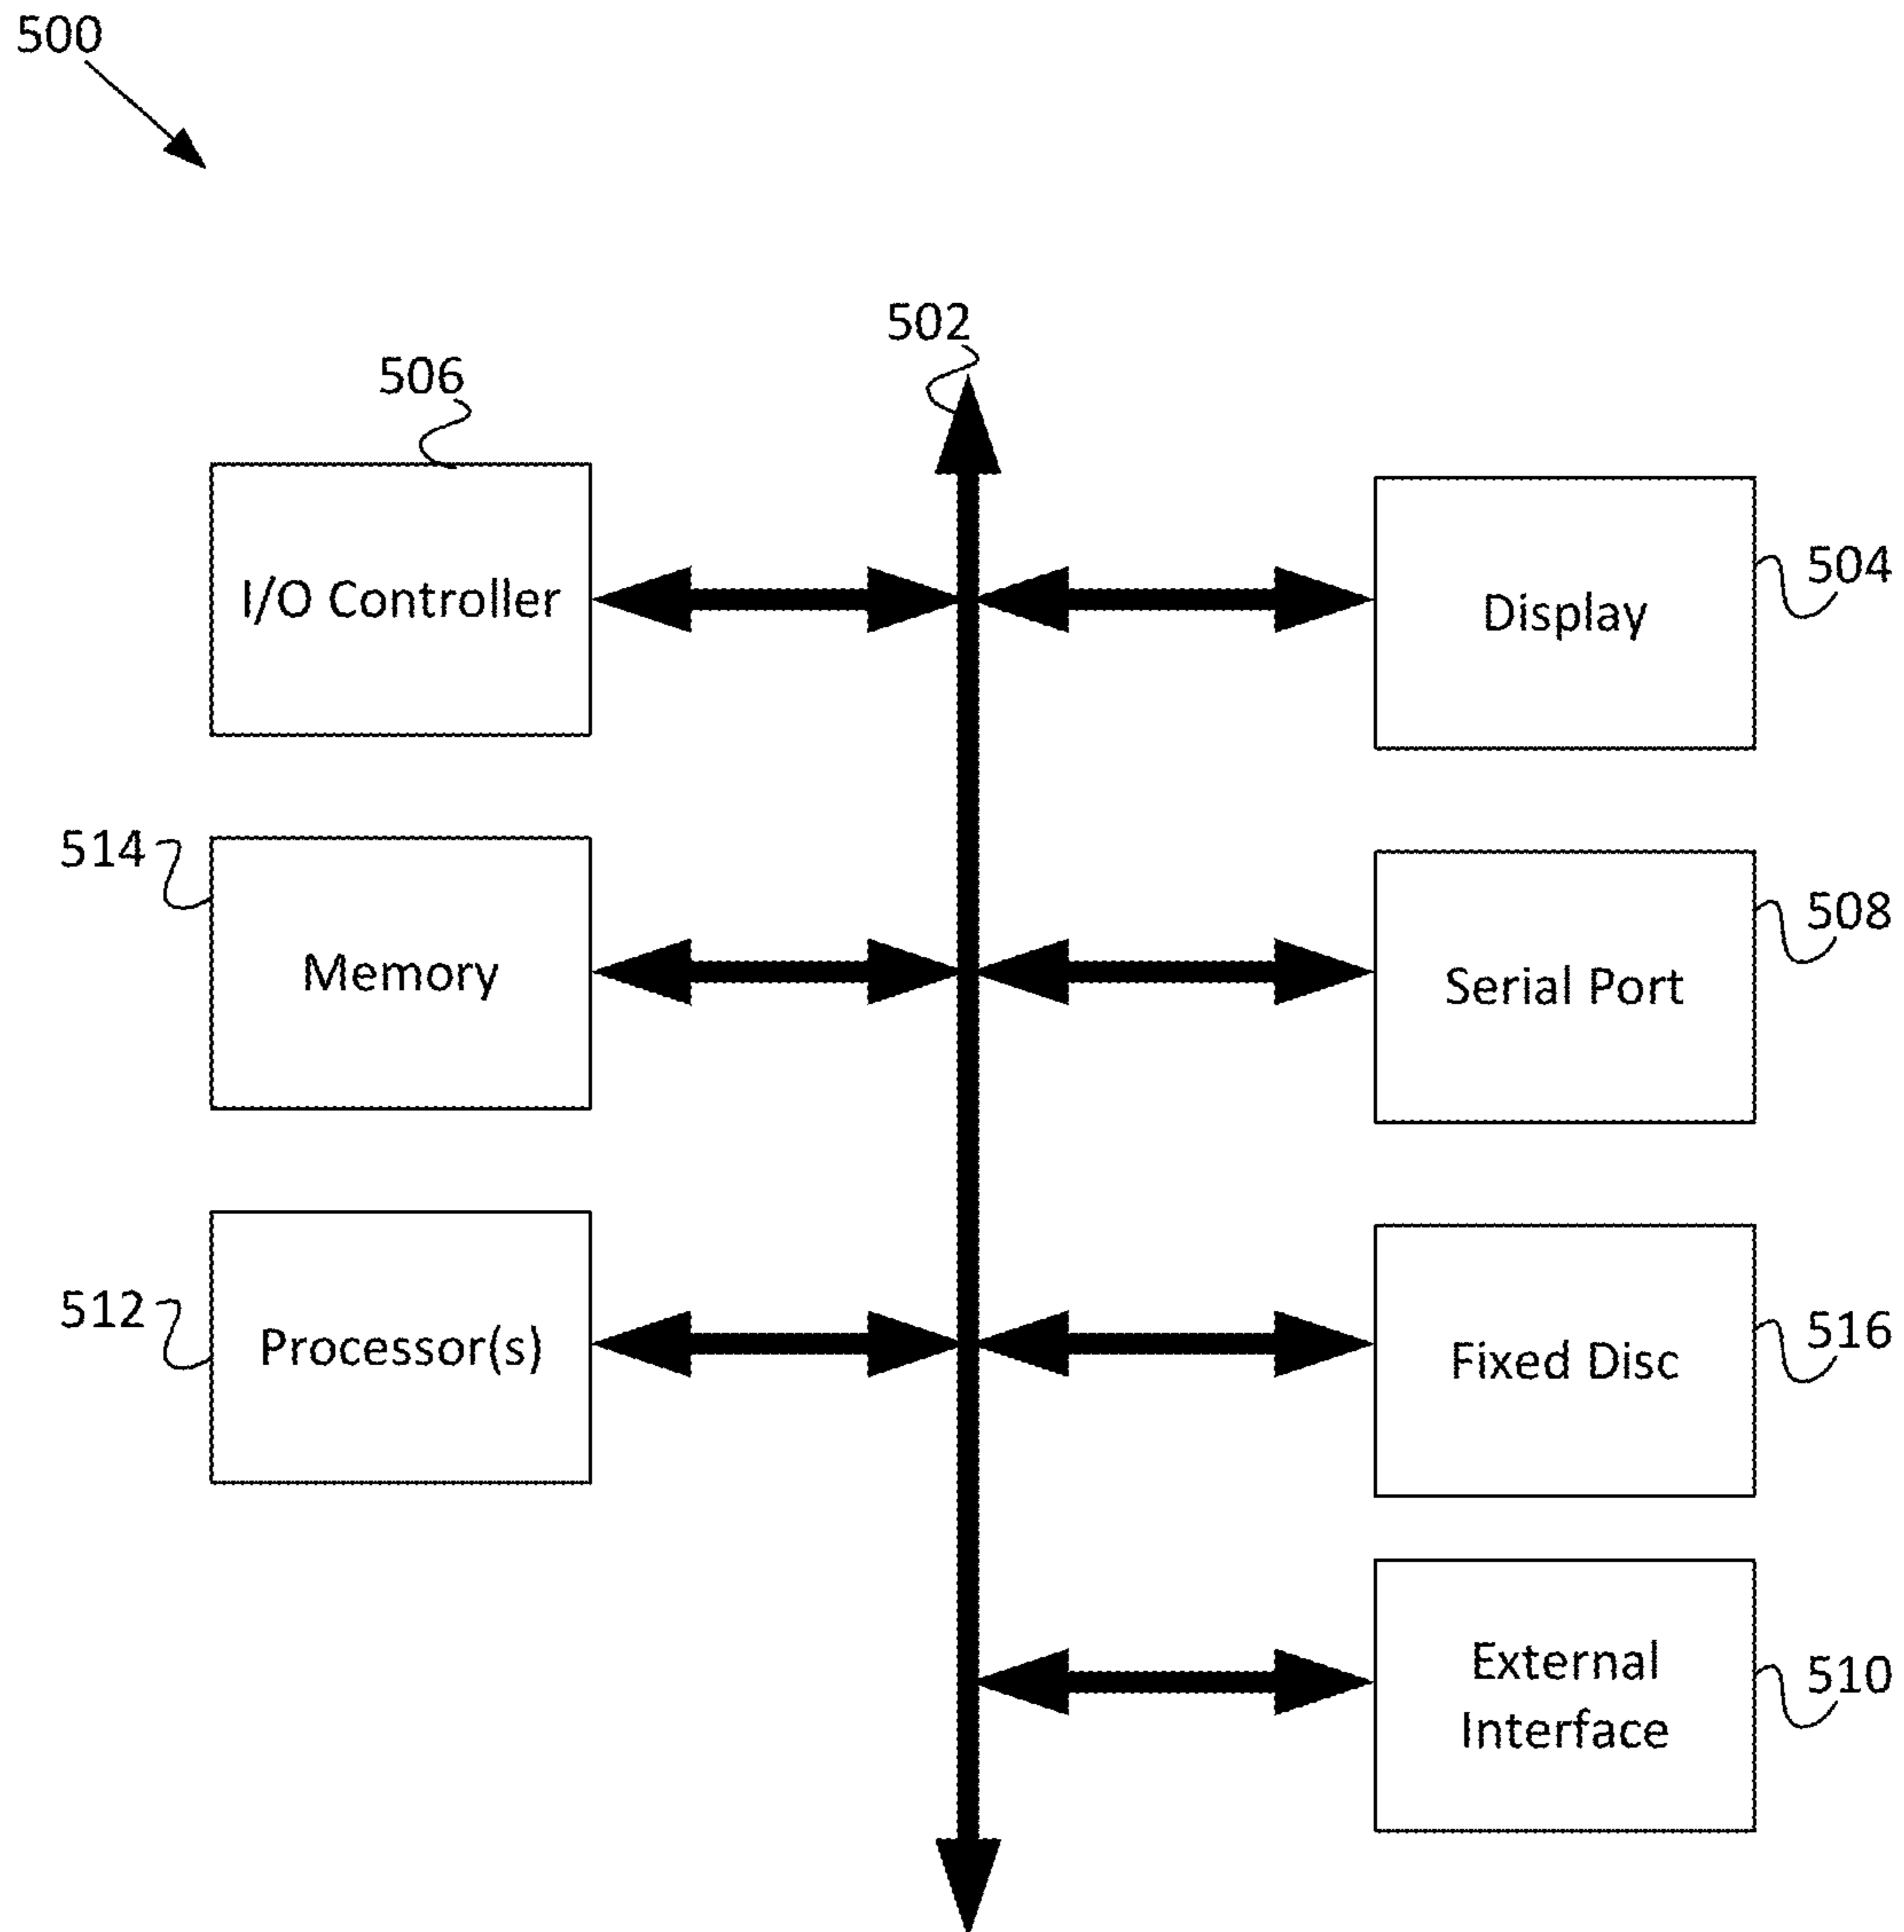 500
502
506
I/O Controller
Display
504
514
Memory
Serial Port
508
512
Processor(s)
Fixed Disc
516
External
Interface
510